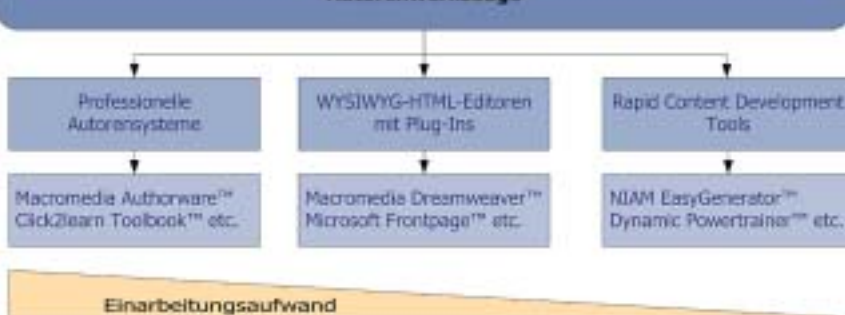 Professionelle
Autorensysteme
WYSIWYG-HTML-Editoren
mit Plug-Ins
Rapid Content Development
Tools
Macromedia Authorware™
Click2learn Toolbook™ etc.
Macromedia Dreamweaver™
Microsoft Frontpage™ etc.
NIAM EasyGenerator™
Dynamic Powertrainer™ etc.
Einarbeitungsaufwand